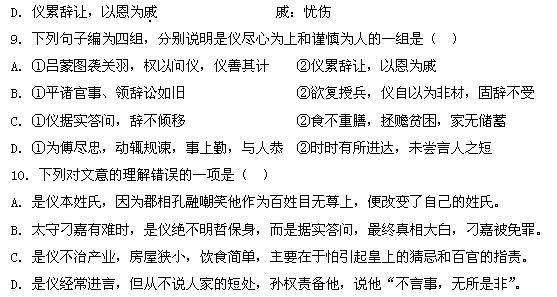 D. 仪累辞让，以恩为戚 戚：忧伤
9. 下列句子编为四组，分别说明是仪尽心为上和谨慎为人的一组是（ ）
A. ①吕蒙图袭关羽，权以问仪，仪善其计 ②仪累辞让，以恩为戚
B. ①平诸官事、领辞讼如旧 ②欲复授兵，仪自以为非材，固辞不受
C. ①仪据实答问，辞不倾移 ②食不重膳，拯赡贫困，家无储蓄
D. ①为傅尽忠，动辄规谏，事上勤，与人恭 ②时时有所进达，未尝言人之短
10. 下列对文意的理解错误的一项是（ ）
A. 是仪本姓氏，因为郡相孔融嘲笑他作为百姓目无尊上，便改变了自己的姓氏。
B. 太守刁嘉有难时，是仪绝不明哲保身，而是据实答问，最终真相大白，刁嘉被免罪。
C. 是仪不治产业，房屋狭小，饮食简单，主要在于怕引起皇上的猜忌和百官的指责。
D. 是仪经常进言，但从不说人家的短处，孙权责备他，说他“不言事，无所是非”。